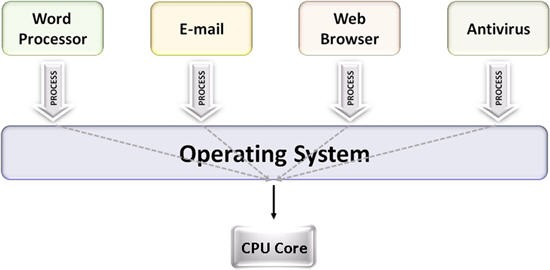 Word
Processor
E-mail
Web
Browser
Antivirus
PROCESS
PROCESS
PROCESS
PROCESS
Operating System
CPU Core